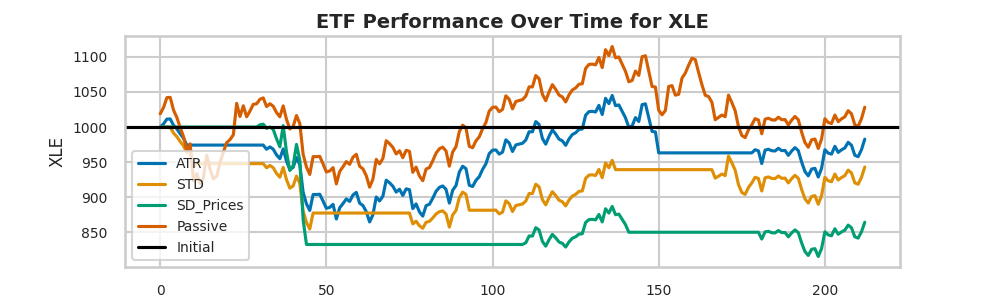 ETF Performance Over Time for XLE
1100
1050
1000
950
900
850
XLE
ATR
STD
SD_Prices
Passive
Initial
0
50
100
150
200